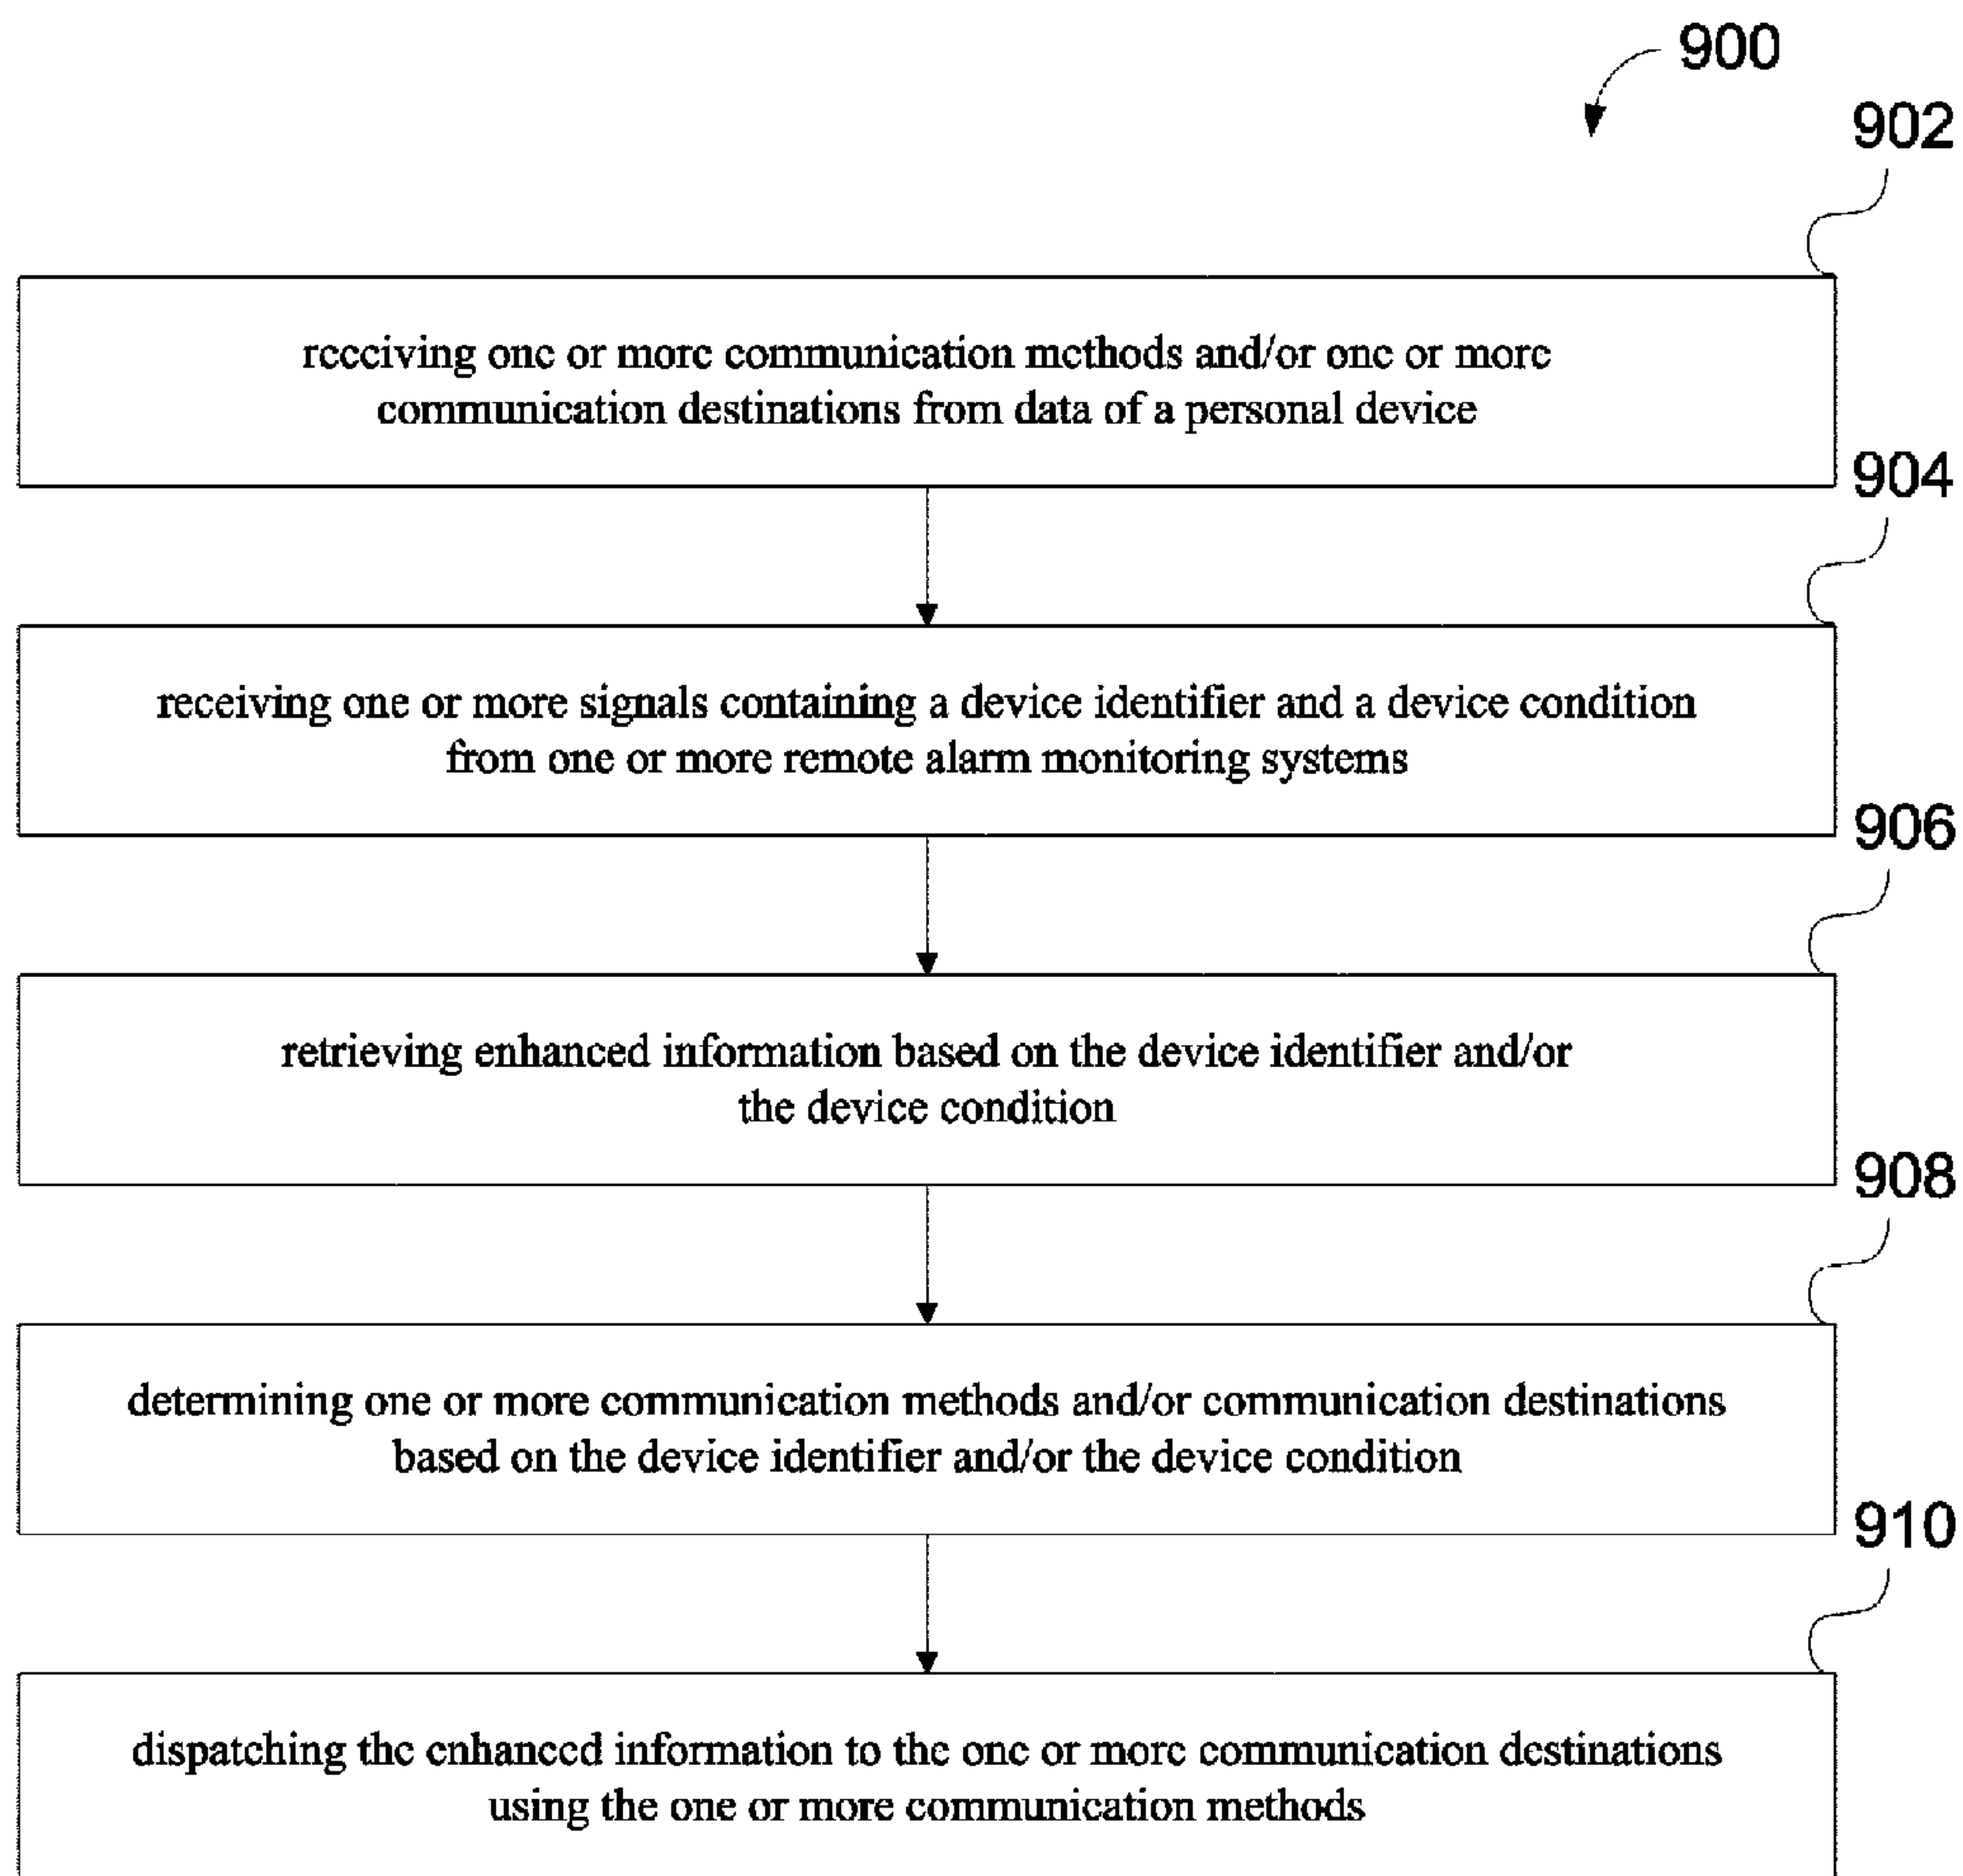 900
902
receiving one or more communication methods and/or one or more
communication destinations from data of a personal device
904
receiving one or more signals containing a device identifier and a device condition
from one or more remote alarm monitoring systems
906
retrieving enhanced information based on the device identifier and/or
the device condition
908
determining one or more communication methods and/or communication destinations
based on the device identifier and/or the device condition
910
dispatching the enhanced information to the one or more communication destinations
using the one or more communication methods